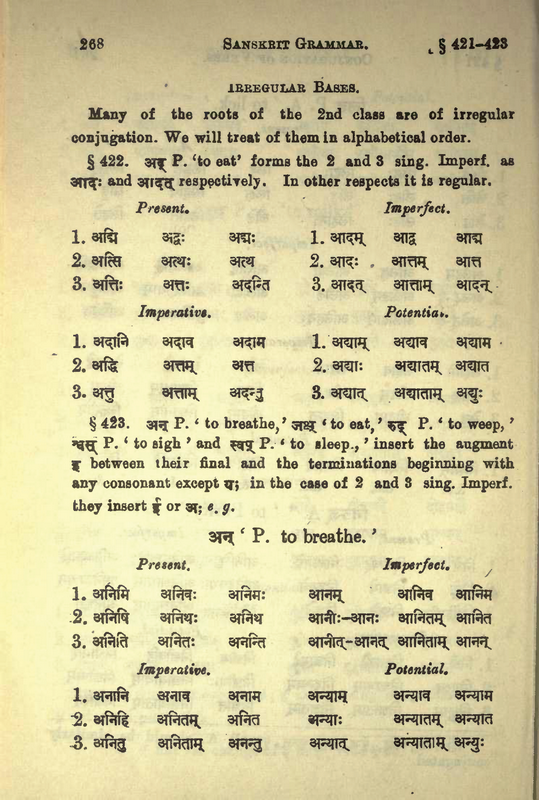 268 SANSKRIT GRAMMAR. § 421-423
IRREGULAR BASES.
Many of the roots of the 2nd class are of irregular
conjugation. We will treat of them in alphabetical order.
§ 422. अद् P. ‘to eat’ forms the 2 and 3 sing. Imperf. as
आदः and आदत् respectively. In other respects it is regular.
Present. Imperfect.
1. अद्मि अद्वः अद्मः 1. आदम् आद्व आद्म
2. अत्सि अत्थः अत्थ 2. आदः आत्तम् आत्त
3. अत्तिः अत्तः अदन्ति 3. आदत् आत्ताम् आदन्
Imperative. Potential.
1. अदानि अदाव अदाम 1. अद्याम् अद्याव अद्याम
2. अद्धि अत्तम् अत्त 2. अद्याः अद्यातम् अद्यात
3. अत्तु अत्ताम् अदन्तु 3. अद्यात् अद्याताम् अद्युः
§ 423. अन् P. ‘ to breathe,’ जक्ष् ‘ to eat,’ रुद् P. ‘ to weep, ’
श्वस् P. ‘ to sigh ’ and स्वप् P. ‘ to sleep., ’ insert the augment
इ between their final and the terminations beginning with
any consonant except य; in the case of 2 and 3 sing. Imperf.
they insert ई or अ; e. g.
अन् ‘ P. to breathe. ’
Present. Imperfect.
1. अनिमि अनिवः अनिमः आनम् आनिव आनिम
2. अनिषि अनिथः अनिथ आनीः-आनः आनितम् आनित
3. अनिति अनितः अनन्ति आनीत्-आनत् आनिताम् आनन्
Imperative. Potential.
1. अनानि अनाव अनाम अन्याम् अन्याव अन्याम
2. अनिहि अनितम् अनित अन्याः अन्यातम् अन्यात
3. अनितु अनिताम् अनन्तु अन्यात् अन्याताम् अन्युः